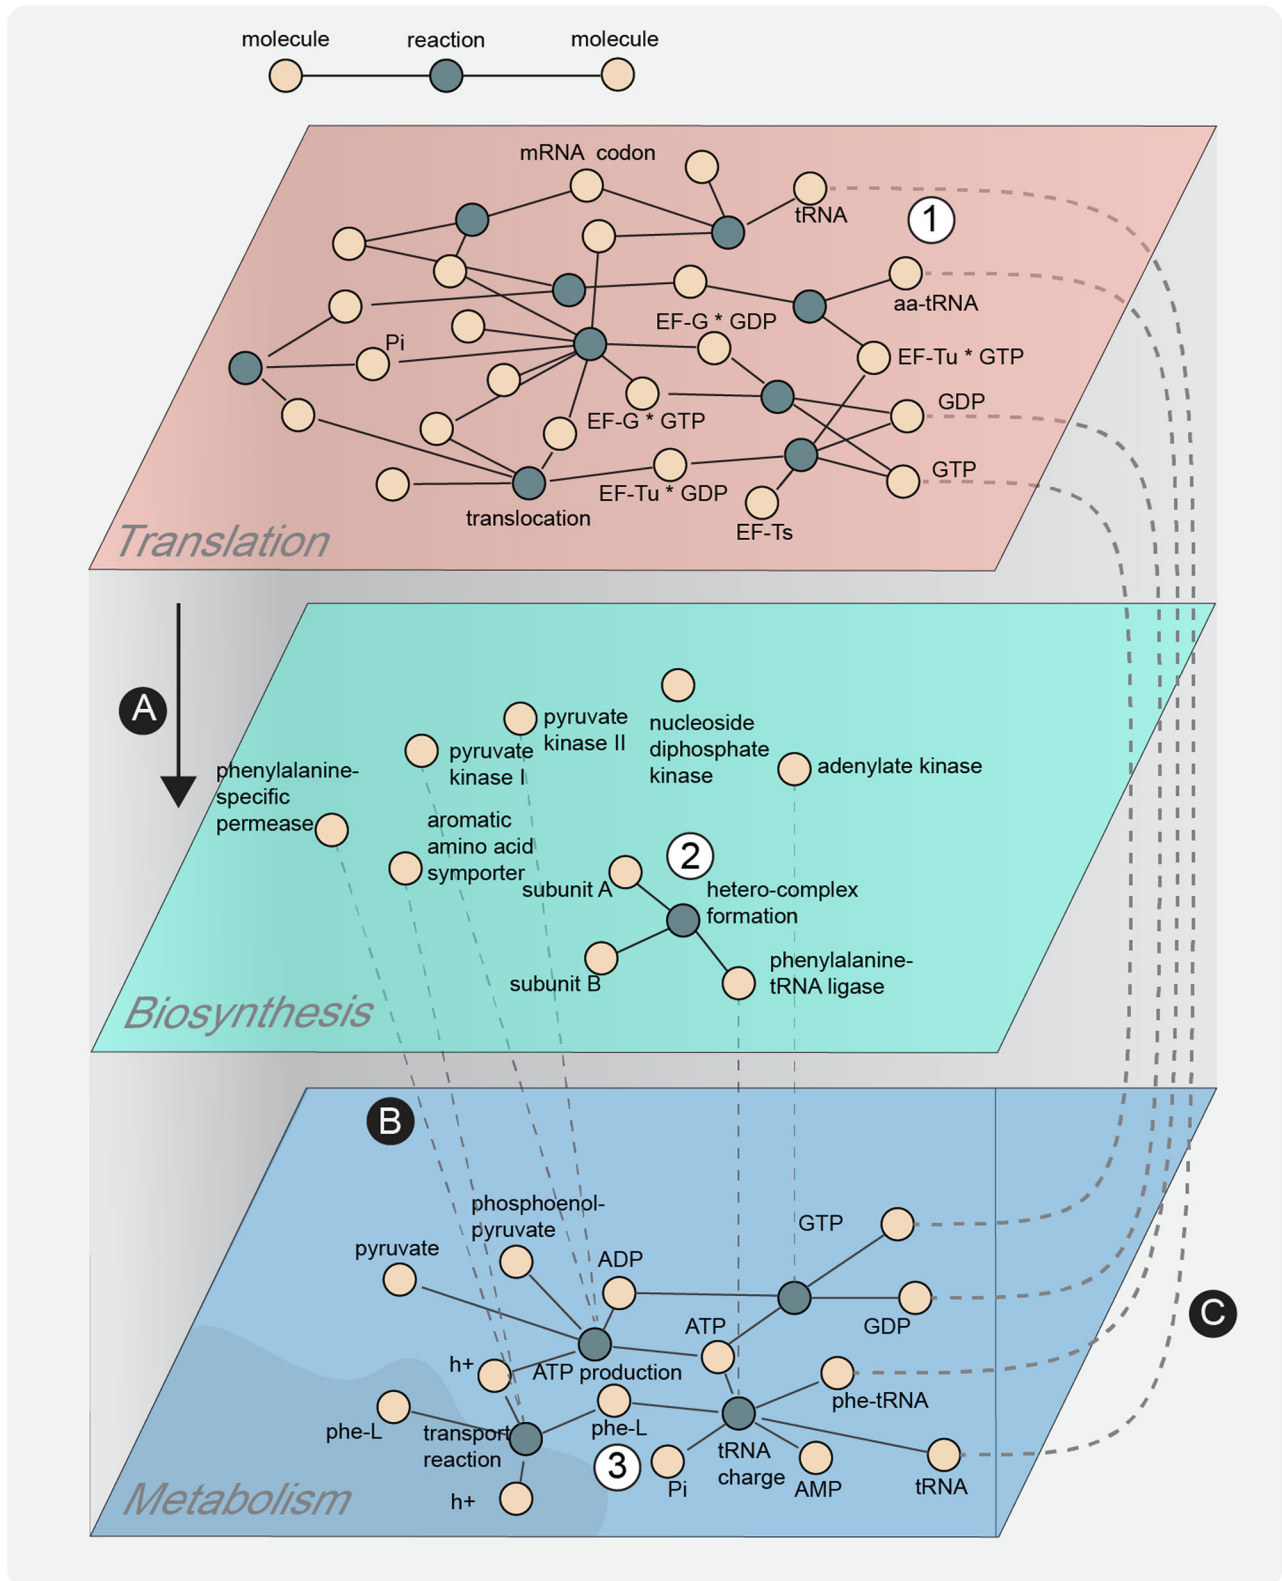 molecule
reaction
molecule
mRNA codon
tRNA
1
aa-tRNA
EF-G * GDP
Pi
EF-Tu * GTP
GDP
EF-G * GTP
GTP
EF-Tu * GDP
translocation
EF-Ts
Translation
A
pyruvate
kinase II
nucleoside
diphosphate
kinase
pyruvate
kinase I
adenylate kinase
phenylalanine-
specific
permease
aromatic
amino acid
symporter
2
subunit A
hetero-complex
formation
subunit B
phenylalanine-
tRNA ligase
Biosynthesis
B
phosphoenol-
pyruvate
GTP
pyruvate
ADP
C
ATP
GDP
h+
ATP production
phe-tRNA
phe-L
transport
reaction
phe-L
3
tRNA
charge
Pi
AMP
tRNA
h+
Metabolism